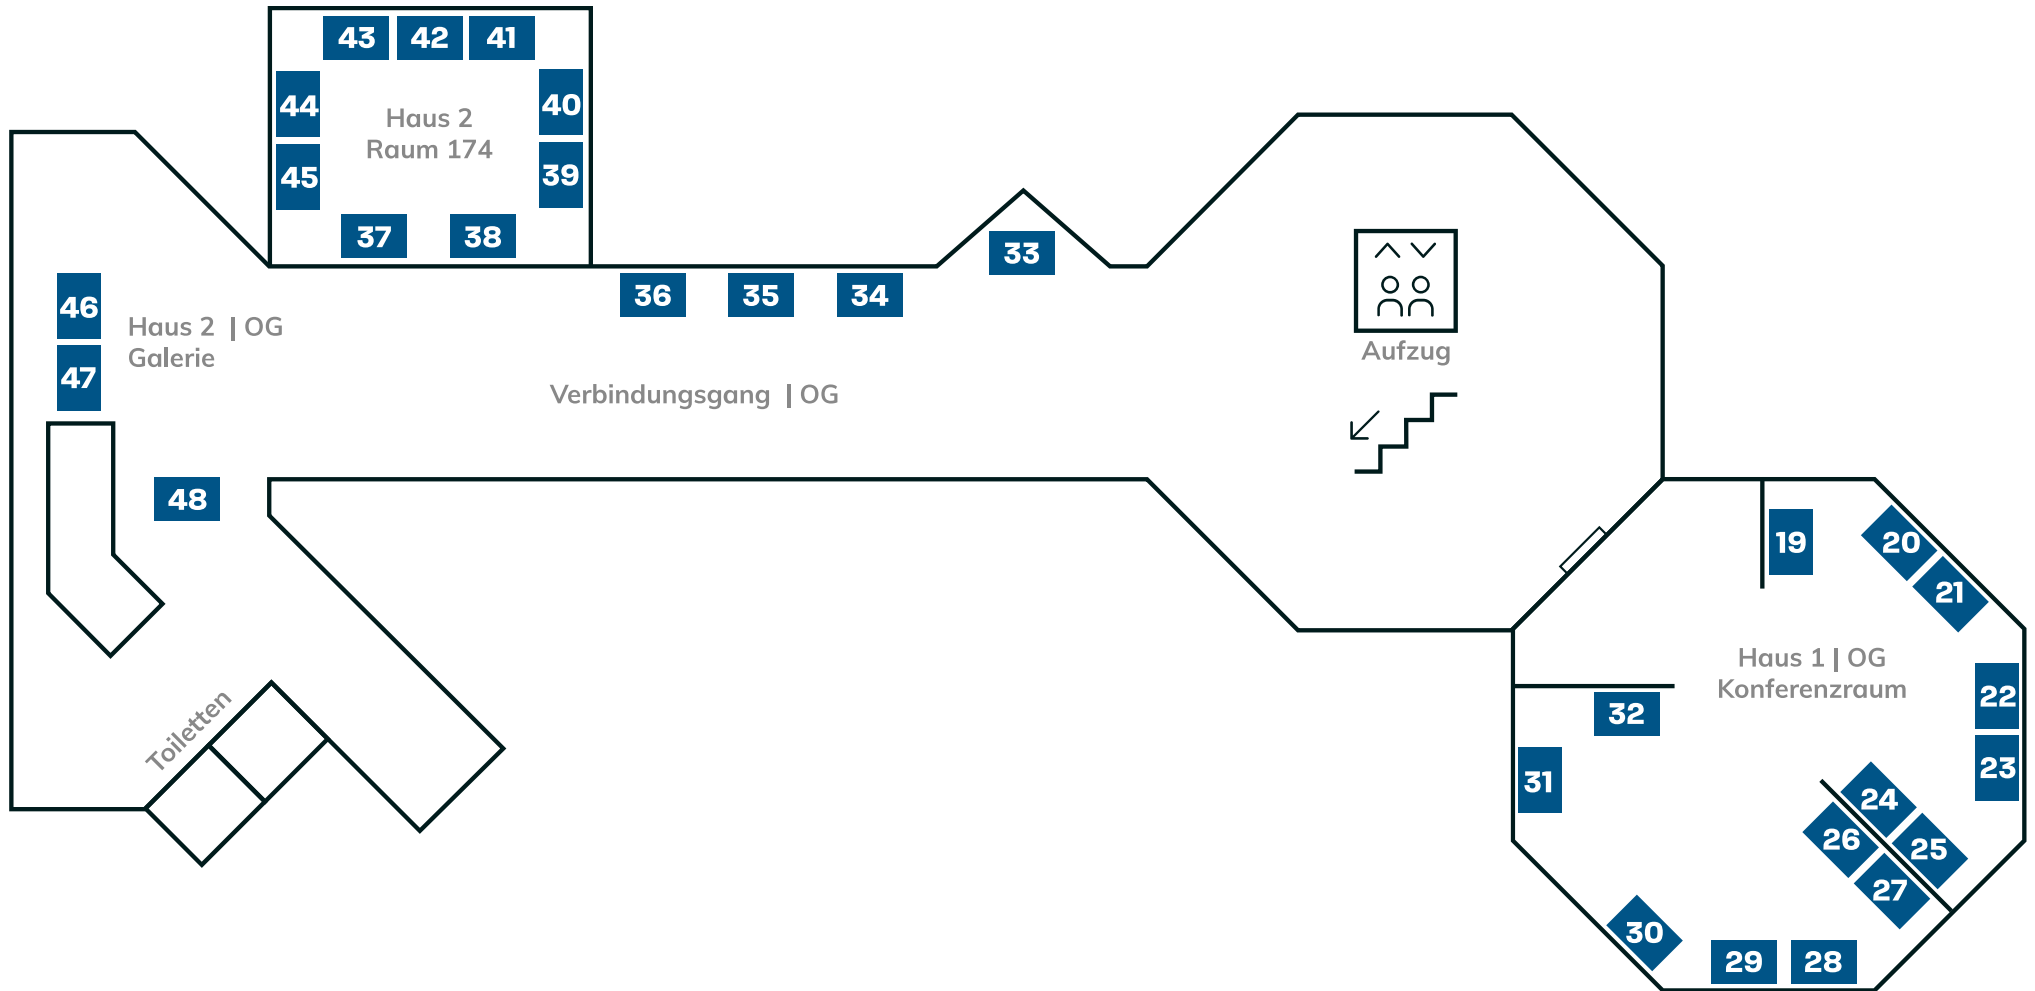 43 42 41
44
40
Haus 2
Raum 174
45
39
37 38
33
46
36 35 34
Haus 2 | OG
Galerie
47
Aufzug
Verbindungsgang | OG
48
19
20
21
Haus 1 | OG
Konferenzraum
22
32
Toiletten
31
23
24
26
25
27
30
29 28